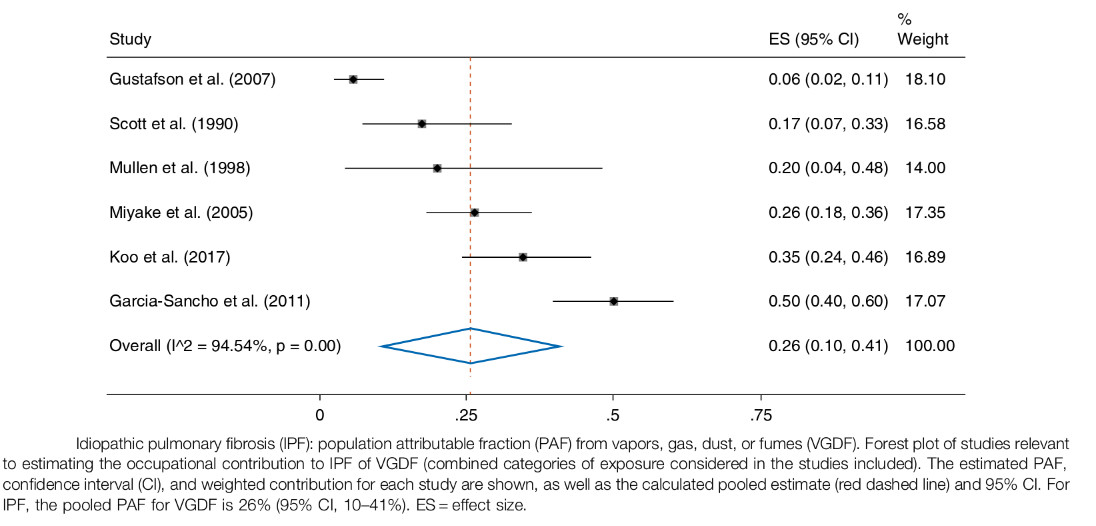 %
Study ES (95% CI) Weight
Gustafson et al. (2007) 0.06 (0.02, 0.11) 18.10
Scott et al. (1990) 0.17 (0.07, 0.33) 16.58
Mullen et al. (1998) 0.20 (0.04, 0.48) 14.00
Miyake et al. (2005) 0.26 (0.18, 0.36) 17.35
Koo et al. (2017) 0.35 (0.24, 0.46) 16.89
Garcia-Sancho et al. (2011) 0.50 (0.40, 0.60) 17.07
Overall (I^2 = 94.54%, p = 0.00) 0.26 (0.10, 0.41) 100.00
0 .25 .5 .75
Idiopathic pulmonary fibrosis (IPF): population attributable fraction (PAF) from vapors, gas, dust, or fumes (VGDF). Forest plot of studies relevant
to estimating the occupational contribution to IPF of VGDF (combined categories of exposure considered in the studies included). The estimated PAF,
confidence interval (CI), and weighted contribution for each study are shown, as well as the calculated pooled estimate (red dashed line) and 95% CI. For
IPF, the pooled PAF for VGDF is 26% (95% CI, 10–41%). ES = effect size.